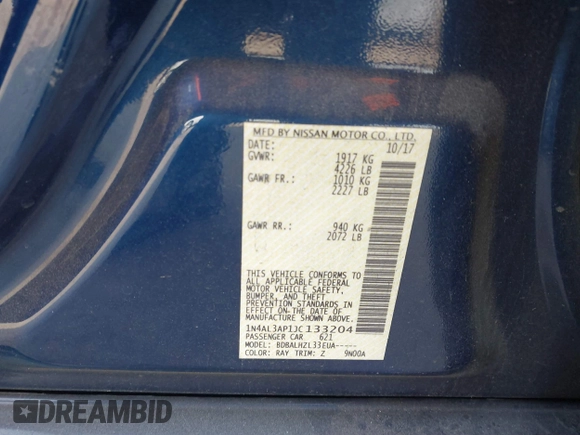 MFD BY NISSAN MOTOR CO., LTD.
DATE: 10/17
GVWR: 1917 KG
4226 LB
GAWR FR.: 1010 KG
2227 LB
GAWR RR.: 940 KG
2072 LB
THIS VEHICLE CONFORMS TO
ALL APPLICABLE FEDERAL
MOTOR VEHICLE SAFETY,
BUMPER, AND THEFT
PREVENTION STANDARDS IN
EFFECT ON THE DATE OF
MANUFACTURE SHOWN ABOVE.
1N4AL3AP1JC133204
PASSENGER CAR 621
MODEL: BDBALHZL33EUA-----
COLOR: RAY TRIM: Z 9N00A
DREAMBID